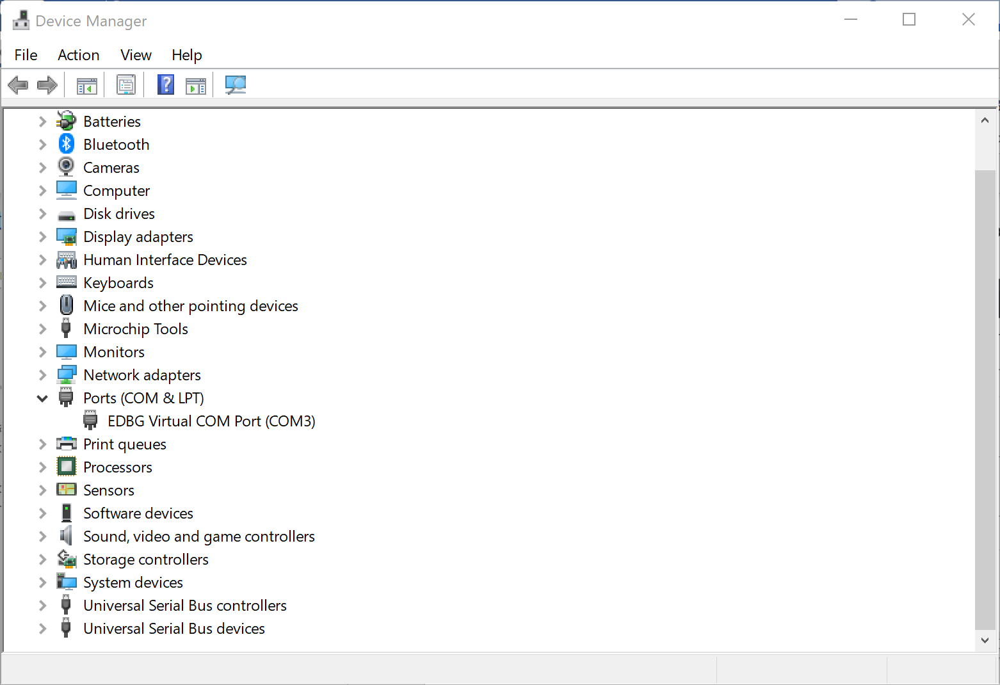 Device Manager
File Action View Help
Batteries
Bluetooth
Cameras
Computer
Disk drives
Display adapters
Human Interface Devices
Keyboards
Mice and other pointing devices
Microchip Tools
Monitors
Network adapters
Ports (COM & LPT)
EDBG Virtual COM Port (COM3)
Print queues
Processors
Sensors
Software devices
Sound, video and game controllers
Storage controllers
System devices
Universal Serial Bus controllers
Universal Serial Bus devices